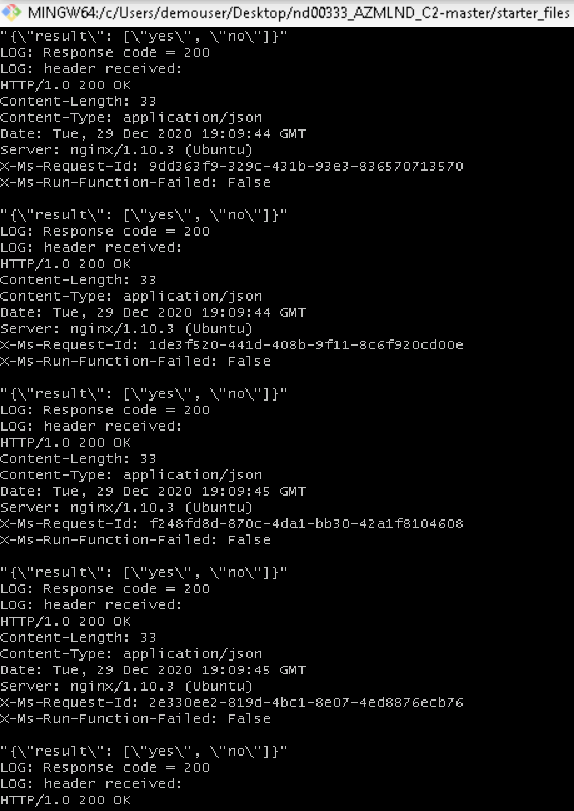 MINGW64:/c/Users/demouser/Desktop/nd00333_AZMLND_C2-master/starter_files
"{\"result\": [\"yes\", \"no\"]}"
LOG: Response code = 200
LOG: header received:
HTTP/1.0 200 OK
Content-Length: 33
Content-Type: application/json
Date: Tue, 29 Dec 2020 19:09:44 GMT
Server: nginx/1.10.3 (Ubuntu)
X-Ms-Request-Id: 9dd363f9-329c-431b-93e3-836570713570
X-Ms-Run-Function-Failed: False
"{\"result\": [\"yes\", \"no\"]}"
LOG: Response code = 200
LOG: header received:
HTTP/1.0 200 OK
Content-Length: 33
Content-Type: application/json
Date: Tue, 29 Dec 2020 19:09:44 GMT
Server: nginx/1.10.3 (Ubuntu)
X-Ms-Request-Id: 1de3f520-441d-408b-9f11-8c6f920cd00e
X-Ms-Run-Function-Failed: False
"{\"result\": [\"yes\", \"no\"]}"
LOG: Response code = 200
LOG: header received:
HTTP/1.0 200 OK
Content-Length: 33
Content-Type: application/json
Date: Tue, 29 Dec 2020 19:09:45 GMT
Server: nginx/1.10.3 (Ubuntu)
X-Ms-Request-Id: f248fd8d-870c-4da1-bb30-42a1f8104608
X-Ms-Run-Function-Failed: False
"{\"result\": [\"yes\", \"no\"]}"
LOG: Response code = 200
LOG: header received:
HTTP/1.0 200 OK
Content-Length: 33
Content-Type: application/json
Date: Tue, 29 Dec 2020 19:09:45 GMT
Server: nginx/1.10.3 (Ubuntu)
X-Ms-Request-Id: 2e330ee2-819d-4bc1-8e07-4ed8876ecb76
X-Ms-Run-Function-Failed: False
"{\"result\": [\"yes\", \"no\"]}"
LOG: Response code = 200
LOG: header received:
HTTP/1.0 200 OK